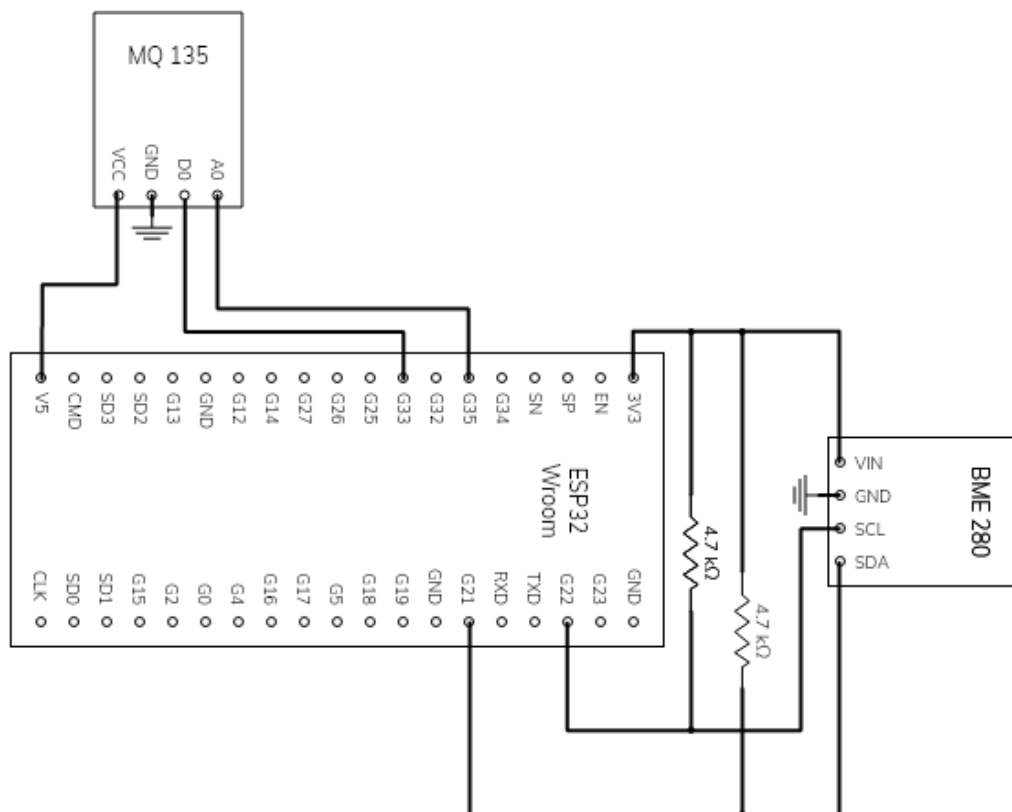 MQ 135
VCC
GND
D0
A0
V5
CMD
SD3
SD2
G13
GND
G12
G14
G27
G26
G25
G33
G32
G35
G34
SN
SP
EN
3V3
ESP32
Wroom
CLK
SD0
SD1
G15
G2
G0
G4
G16
G17
G5
G18
G19
GND
G21
RXD
TXD
G22
G23
GND
4.7 kΩ
4.7 kΩ
VIN
GND
SCL
SDA
BME 280